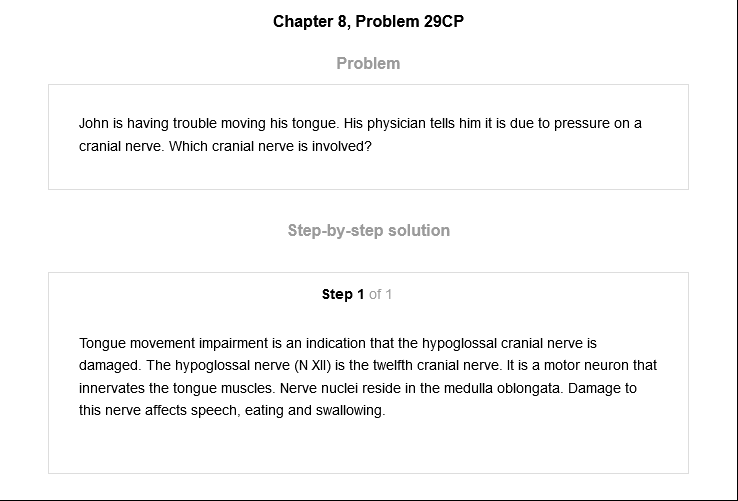 Chapter 8, Problem 29CP
Problem
John is having trouble moving his tongue. His physician tells him it is due to pressure on a
cranial nerve. Which cranial nerve is involved?
Step-by-step solution
Step 1 of 1
Tongue movement impairment is an indication that the hypoglossal cranial nerve is
damaged. The hypoglossal nerve (N XII) is the twelfth cranial nerve. It is a motor neuron that
innervates the tongue muscles. Nerve nuclei reside in the medulla oblongata. Damage to
this nerve affects speech, eating and swallowing.